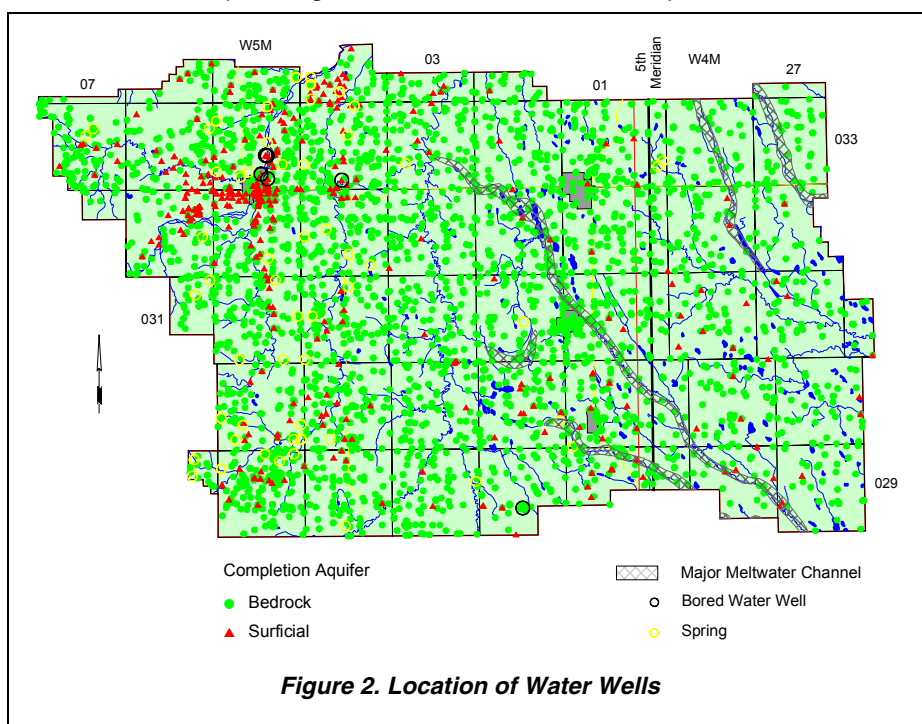 W5M
07
03
01
5th
Meridian
W4M
27
033
031
029
Completion Aquifer
Bedrock
Surficial
Major Meltwater Channel
Bored Water Well
Spring
Figure 2. Location of Water Wells